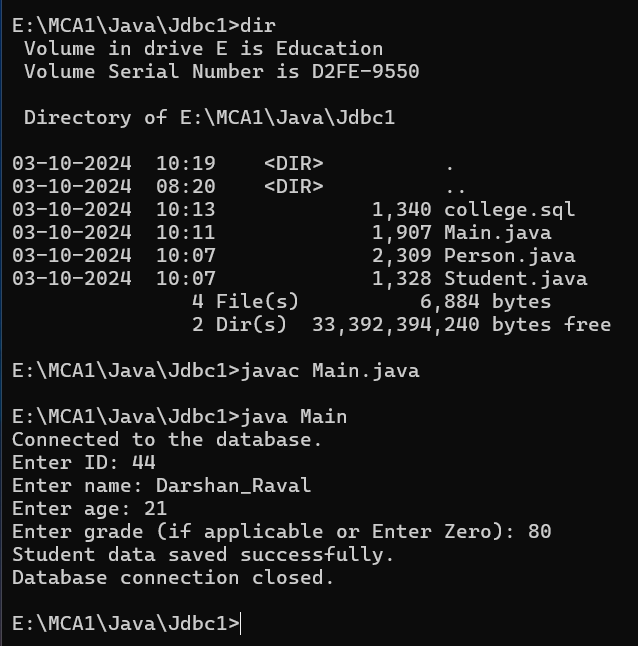 E:\MCA1\Java\Jdbc1>dir
 Volume in drive E is Education
 Volume Serial Number is D2FE-9550

 Directory of E:\MCA1\Java\Jdbc1

03-10-2024  10:19    <DIR>          .
03-10-2024  08:20    <DIR>          ..
03-10-2024  10:13             1,340 college.sql
03-10-2024  10:11             1,907 Main.java
03-10-2024  10:07             2,309 Person.java
03-10-2024  10:07             1,328 Student.java
               4 File(s)          6,884 bytes
               2 Dir(s)  33,392,394,240 bytes free

E:\MCA1\Java\Jdbc1>javac Main.java

E:\MCA1\Java\Jdbc1>java Main
Connected to the database.
Enter ID: 44
Enter name: Darshan_Raval
Enter age: 21
Enter grade (if applicable or Enter Zero): 80
Student data saved successfully.
Database connection closed.

E:\MCA1\Java\Jdbc1>